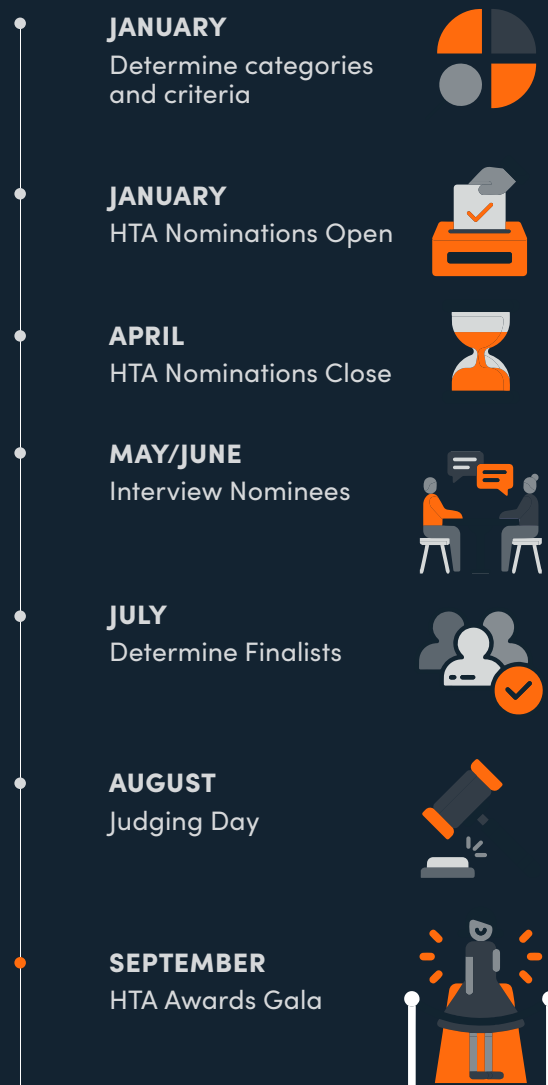 JANUARY
Determine categories
and criteria
JANUARY
HTA Nominations Open
APRIL
HTA Nominations Close
MAY/JUNE
Interview Nominees
JULY
Determine Finalists
AUGUST
Judging Day
SEPTEMBER
HTA Awards Gala